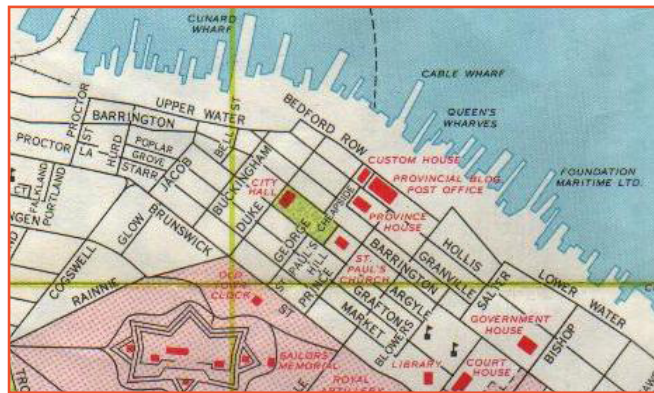 CUNARD
WHARF
CABLE WHARF
QUEEN'S
WHARVES
FOUNDATION
MARITIME LTD.
UPPER WATER
BEDFORD ROW
BARRINGTON
PROCTOR
PROCTOR
ST
LA
HURD
POPLAR
GROVE
STARR
JACOB
BELL
ST
BUCKINGHAM
FALKLAND
PORTLAND
CUSTOM HOUSE
PROVINCIAL BLDG.
POST OFFICE
CITY
HALL
CHEAPSIDE
PROVINCE
HOUSE
DUKE
GEORGE
ST. PAUL'S
HILL
PRINCE
ST.
PAUL'S
CHURCH
BARRINGTON
GRANVILLE
HOLLIS
SALTER
LOWER WATER
ARGYLE
GRAFTON
MARKET
BLOWERS
BRUNSWICK
ST
GLOW
COGSWELL
RAINNIE
OLD
TOWN
CLOCK
GOVERNMENT
HOUSE
BISHOP
SAILORS
MEMORIAL
LIBRARY
COURT
HOUSE
ROYAL
ARTILLERY